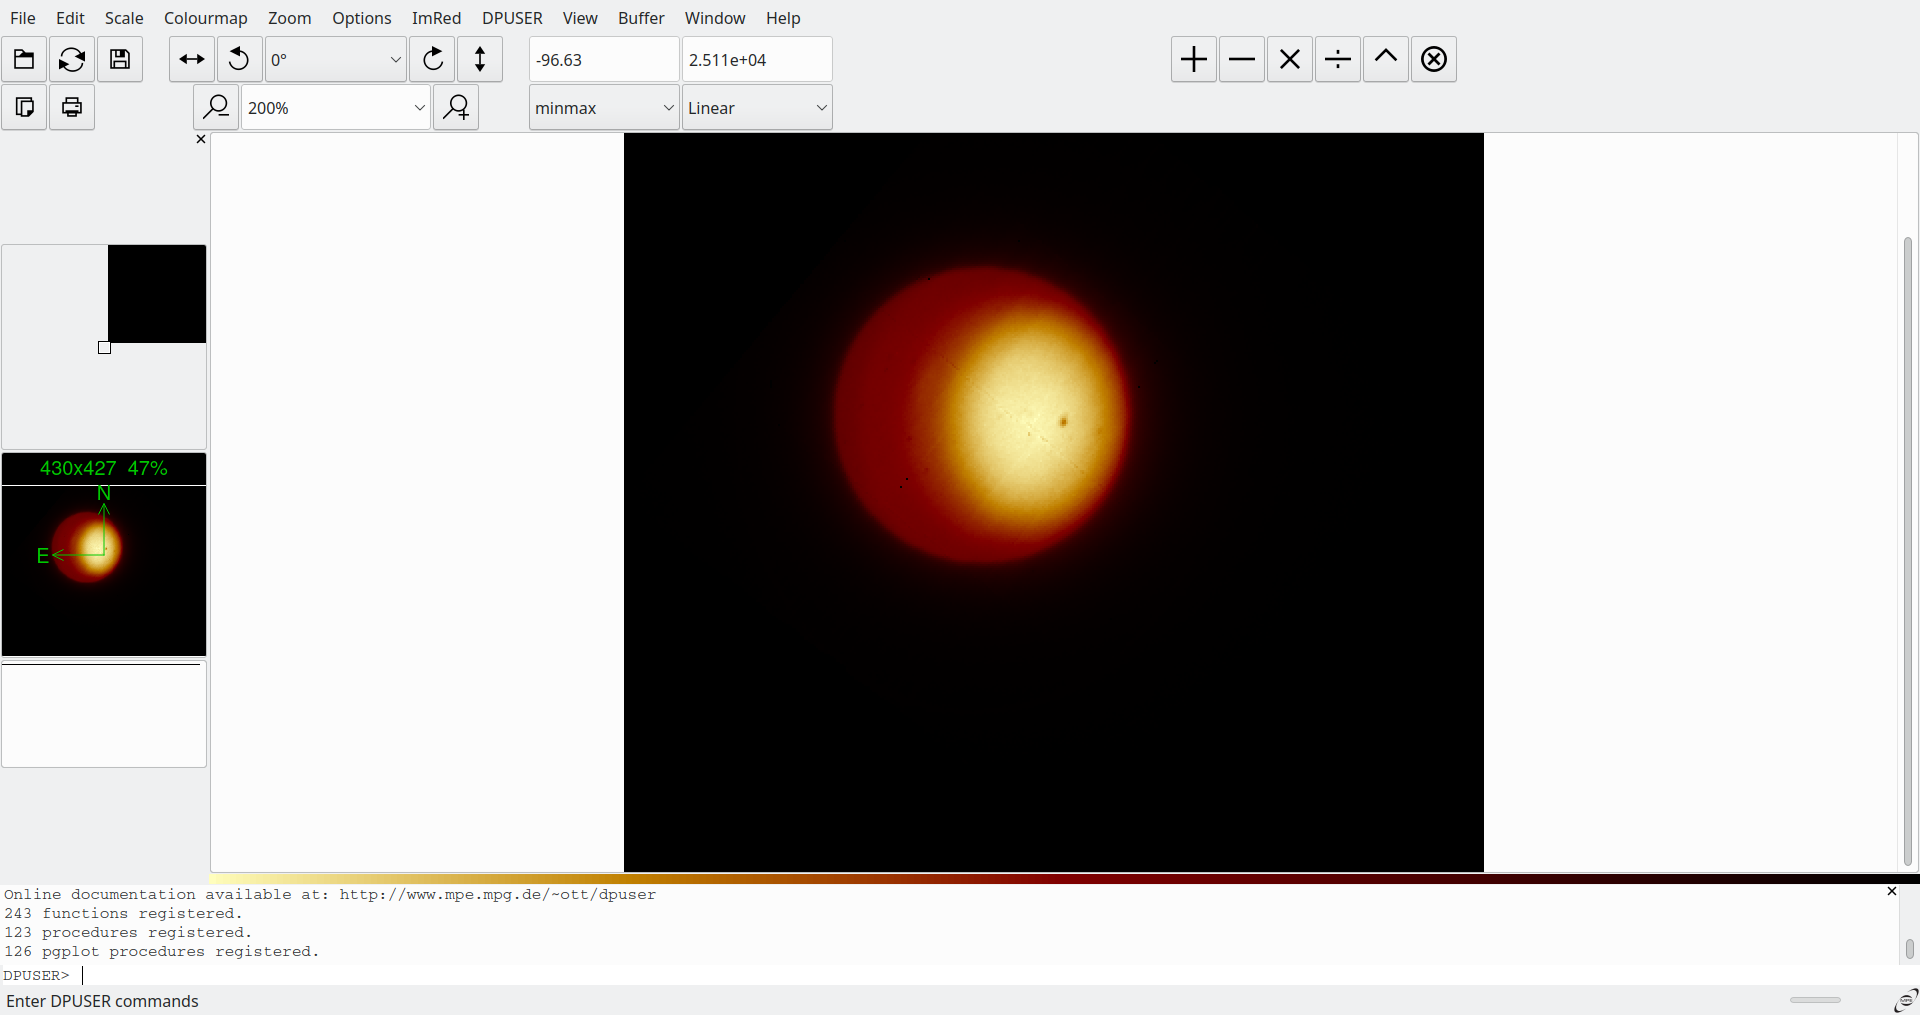 File Edit Scale Colourmap Zoom Options ImRed DPUSER View Buffer Window Help
0° -96.63 2.511e+04
200% minmax Linear
430x427 47%
N
E
Online documentation available at: http://www.mpe.mpg.de/~ott/dpuser
243 functions registered.
123 procedures registered.
126 pgplot procedures registered.
DPUSER>
Enter DPUSER commands